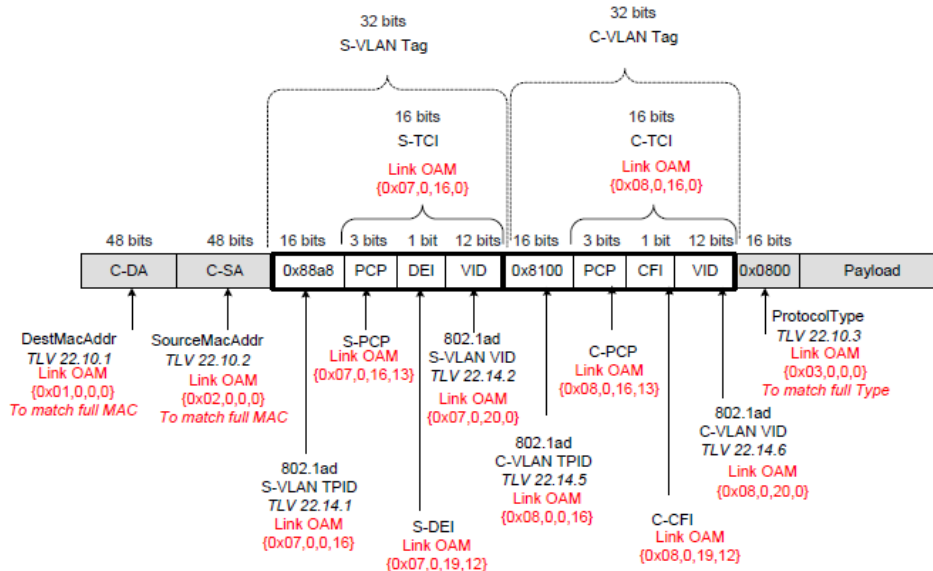 32 bits
S-VLAN Tag
32 bits
C-VLAN Tag
16 bits
S-TCI
Link OAM
{0x07,0,16,0}
16 bits
C-TCI
Link OAM
{0x08,0,16,0}
48 bits 48 bits 16 bits 3 bits 1 bit 12 bits 16 bits 3 bits 1 bit 12 bits 16 bits
C-DA C-SA 0x88a8 PCP DEI VID 0x8100 PCP CFI VID 0x0800 Payload
DestMacAddr
TLV 22.10.1
Link OAM
{0x01,0,0,0}
To match full MAC
SourceMacAddr
TLV 22.10.2
Link OAM
{0x02,0,0,0}
To match full MAC
802.1ad
S-VLAN TPID
TLV 22.14.1
Link OAM
{0x07,0,0,16}
S-PCP
Link OAM
{0x07,0,16,13}
S-DEI
Link OAM
{0x07,0,19,12}
802.1ad
S-VLAN VID
TLV 22.14.2
Link OAM
{0x07,0,20,0}
802.1ad
C-VLAN TPID
TLV 22.14.5
Link OAM
{0x08,0,0,16}
C-PCP
Link OAM
{0x08,0,16,13}
C-CFI
Link OAM
{0x08,0,19,12}
802.1ad
C-VLAN VID
TLV 22.14.6
Link OAM
{0x08,0,20,0}
ProtocolType
TLV 22.10.3
Link OAM
{0x03,0,0,0}
To match full Type